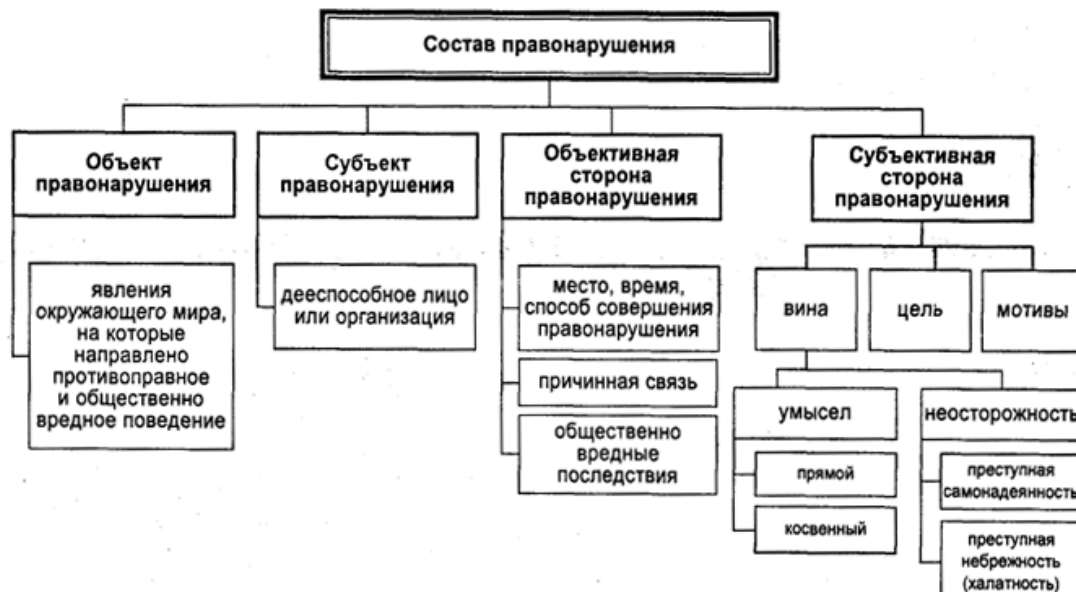 Состав правонарушения
Объект
правонарушения
Субъект
правонарушения
Объективная
сторона
правонарушения
Субъективная
сторона
правонарушения
явления
окружающего мира,
на которые
направлено
противоправное
и общественно
вредное поведение
дееспособное лицо
или организация
место, время,
способ совершения
правонарушения
причинная связь
общественно
вредные
последствия
вина
цель
мотивы
умысел
неосторожность
прямой
косвенный
преступная
самонадеянность
преступная
небрежность
(халатность)